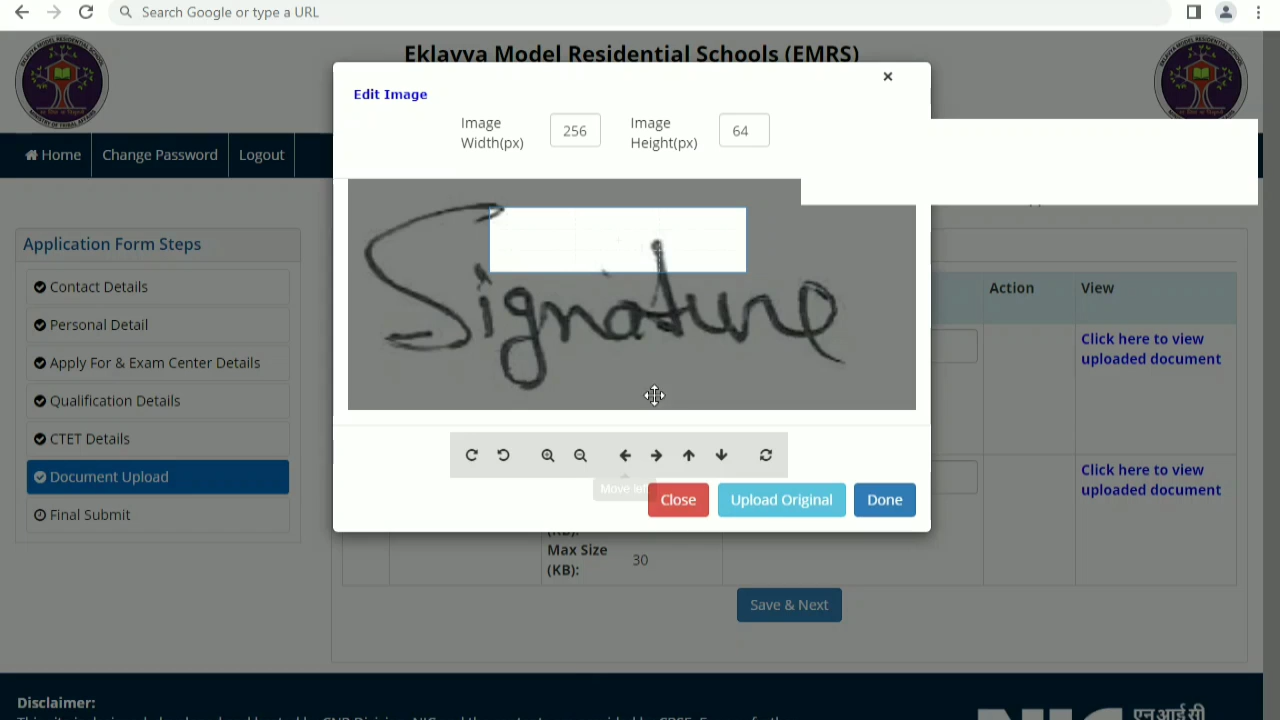 Search Google or type a URL
Eklavya Model Residential Schools (EMRS)
Edit Image
Image Width(px) 256 Image Height(px) 64
Home Change Password Logout
Signature
Application Form Steps
Contact Details
Personal Detail
Apply For & Exam Center Details
Qualification Details
CTET Details
Document Upload
Final Submit
Action View
Click here to view
uploaded document
Click here to view
uploaded document
Close Upload Original Done
Max Size
(KB): 30
Save & Next
Disclaimer:
NIC एन आई सी